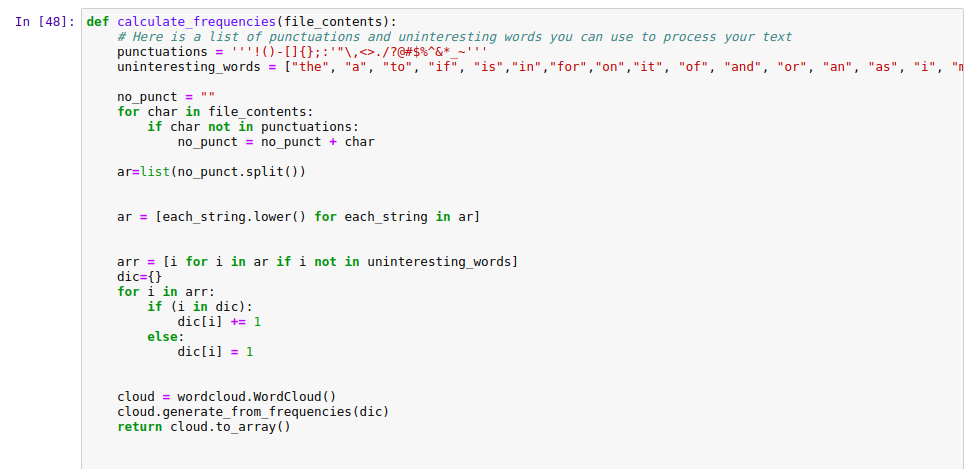 In [48]: def calculate_frequencies(file_contents):
    # Here is a list of punctuations and uninteresting words you can use to process your text
    punctuations = '''!()-[]{};:'"\,<>./?@#$%^&*_~'''
    uninteresting_words = ["the", "a", "to", "if", "is","in","for","on","it", "of", "and", "or", "an", "as", "i", "m
    no_punct = ""
    for char in file_contents:
        if char not in punctuations:
            no_punct = no_punct + char
    ar=list(no_punct.split())
    ar = [each_string.lower() for each_string in ar]
    arr = [i for i in ar if i not in uninteresting_words]
    dic={}
    for i in arr:
        if (i in dic):
            dic[i] += 1
        else:
            dic[i] = 1
    cloud = wordcloud.WordCloud()
    cloud.generate_from_frequencies(dic)
    return cloud.to_array()